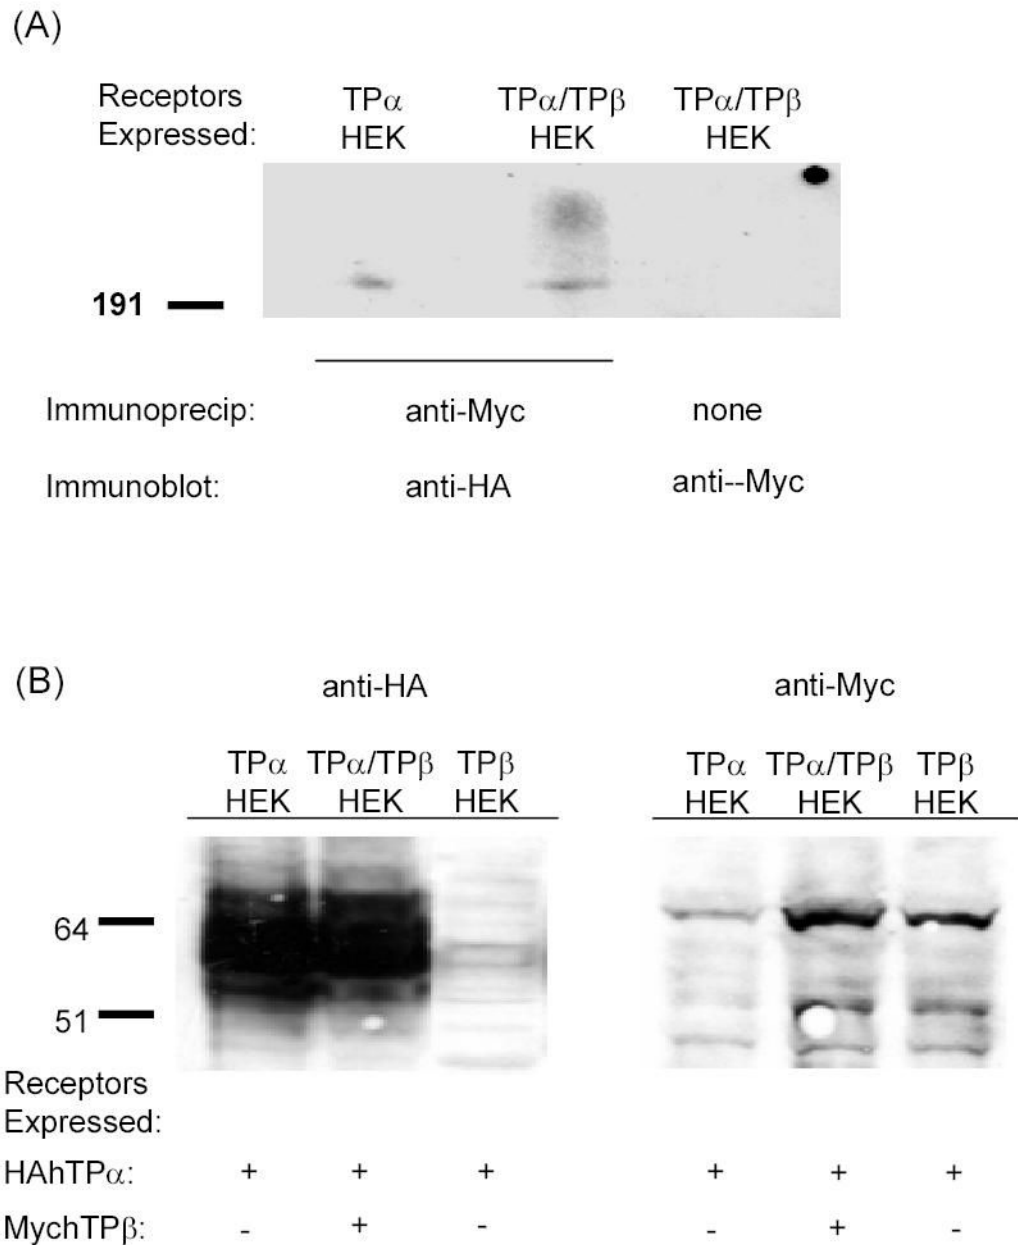 (A)
Receptors TPα TPα/TPβ TPα/TPβ
Expressed: HEK HEK HEK
191
Immunoprecip: anti-Myc none
Immunoblot: anti-HA anti--Myc
(B)
anti-HA anti-Myc
TPα TPα/TPβ TPβ TPα TPα/TPβ TPβ
HEK HEK HEK HEK HEK HEK
64
51
Receptors
Expressed:
HAhTPα: + + + + + +
MychTPβ: - + - - + -